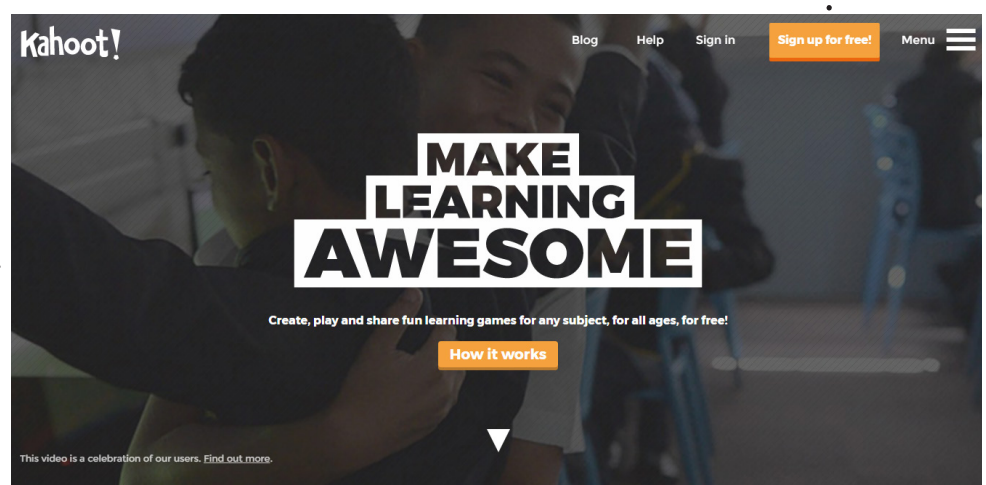 Kahoot!
Blog Help Sign in Sign up for free! Menu
MAKE
LEARNING
AWESOME
Create, play and share fun learning games for any subject, for all ages, for free!
How it works
This video is a celebration of our users. Find out more.